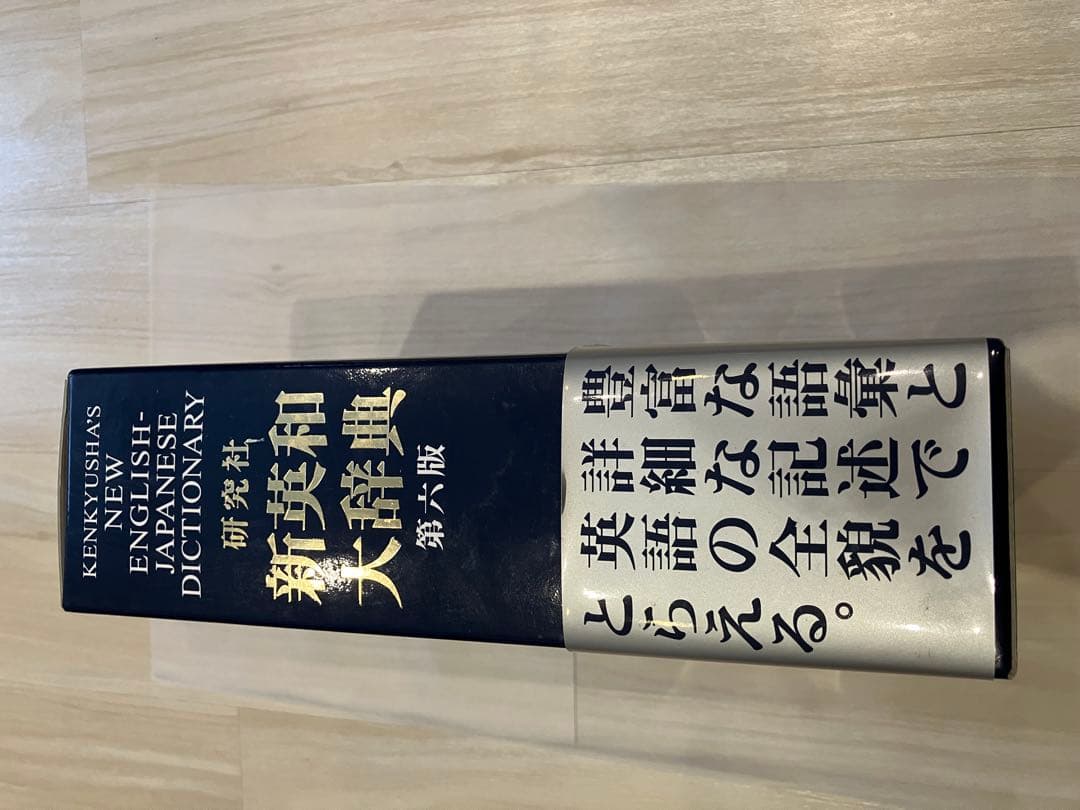 KENKYUSHA'S
NEW
ENGLISH-
JAPANESE
DICTIONARY
研究社
新英和
大辞典
第六版
豊富な語彙と
詳細な記述で
英語の全貌を
とらえる。